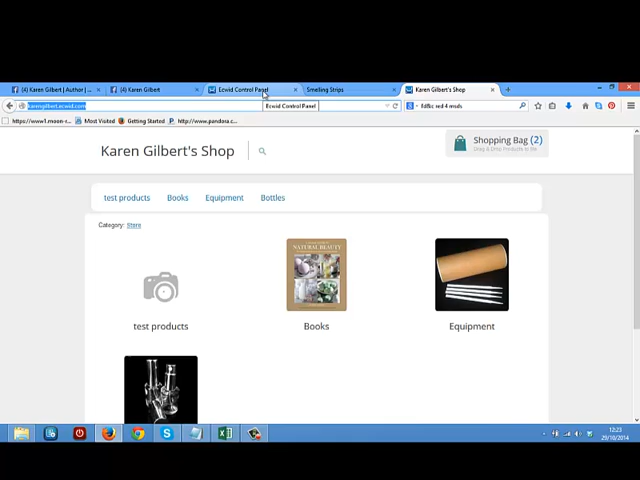 (4) Karen Gilbert | Author | ...
(4) Karen Gilbert
Ecwid Control Panel
Smelling Strips
Karen Gilbert's Shop
karengilbert.ecwid.com
Ecwid Control Panel
https://www1.moon-r...
Most Visited
Getting Started
http://www.pandora.c...
Karen Gilbert's Shop
Shopping Bag (2)
Drag & Drop Products to Me
test products
Books
Equipment
Bottles
Category: Store
NATURAL BEAUTY
test products
Books
Equipment
12:23
29/10/2014